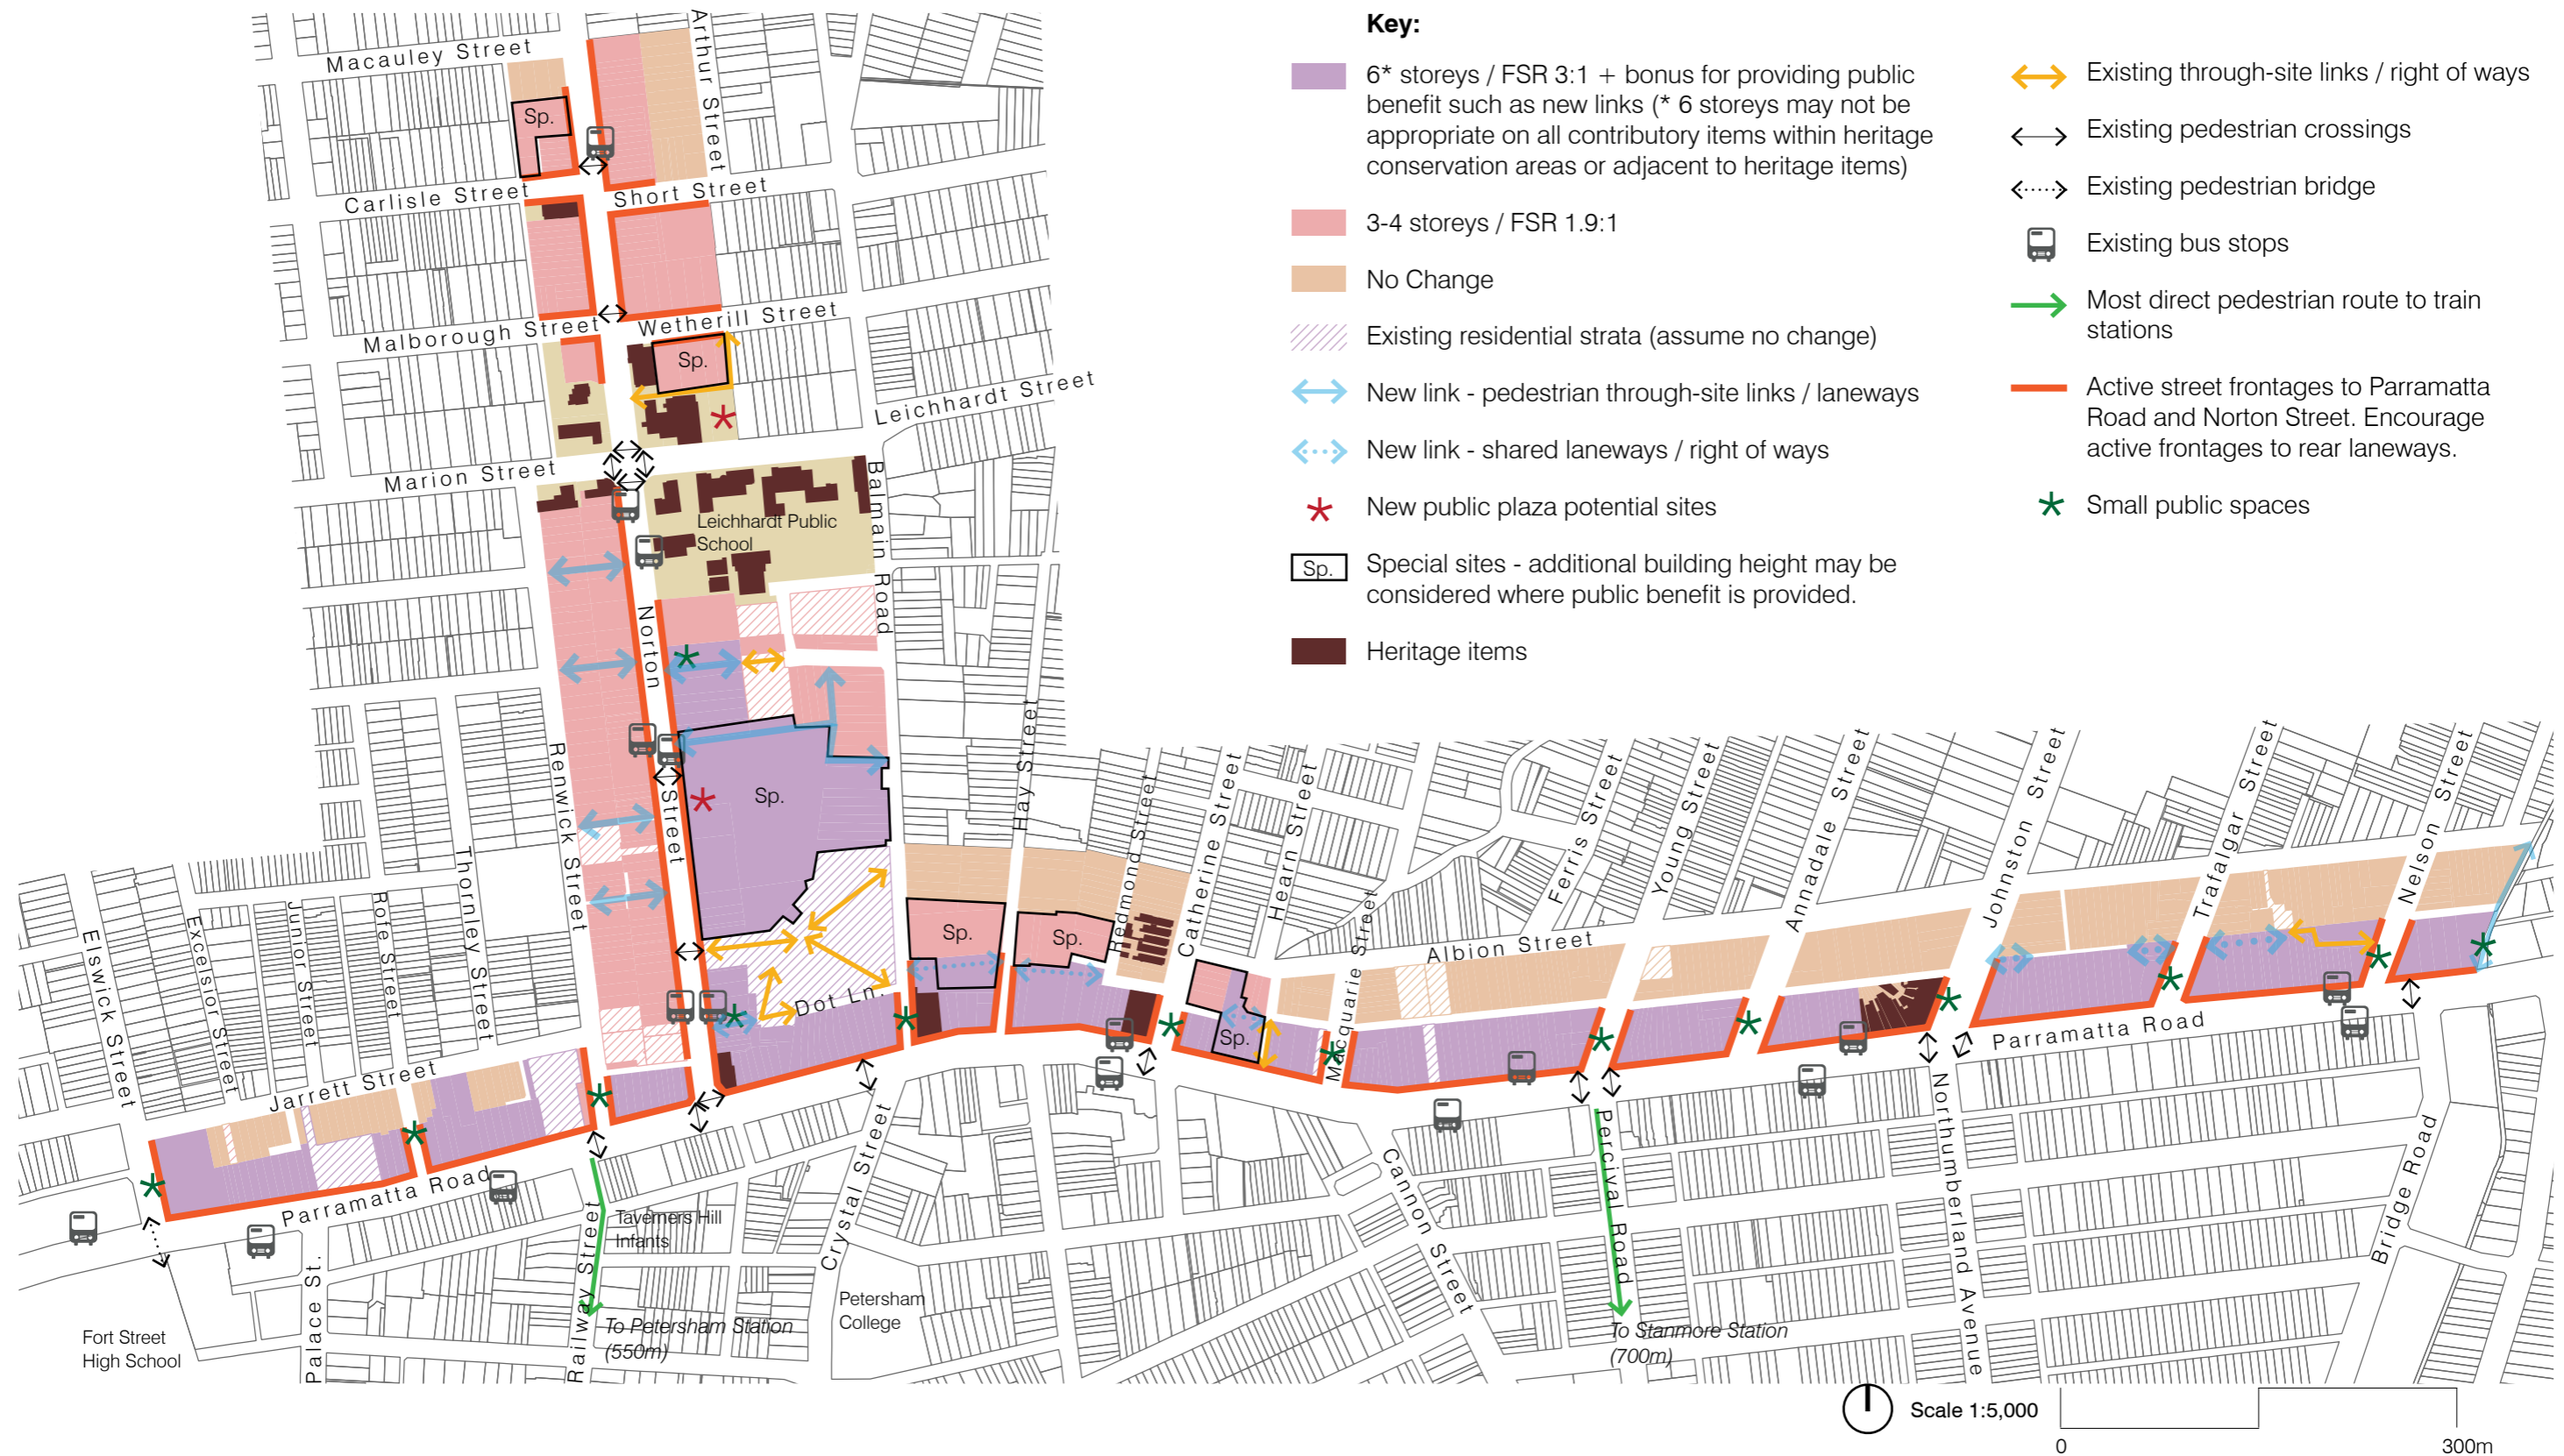 Key:
6* storeys / FSR 3:1 + bonus for providing public
benefit such as new links (* 6 storeys may not be
appropriate on all contributory items within heritage
conservation areas or adjacent to heritage items)
3-4 storeys / FSR 1.9:1
No Change
Existing residential strata (assume no change)
New link - pedestrian through-site links / laneways
New link - shared laneways / right of ways
New public plaza potential sites
Sp.
Special sites - additional building height may be
considered where public benefit is provided.
Heritage items
Existing through-site links / right of ways
Existing pedestrian crossings
Existing pedestrian bridge
Existing bus stops
Most direct pedestrian route to train
stations
Active street frontages to Parramatta
Road and Norton Street. Encourage
active frontages to rear laneways.
Small public spaces
Macauley Street
Arthur Street
Sp.
Carlisle Street
Short Street
Malborough Street
Wetherill Street
Sp.
Leichhardt Street
Marion Street
Balmain Road
Leichhardt Public
School
Norton Street
Renwick Street
Sp.
Hay Street
Redmond Street
Catherine Street
Hearn Street
Macquarie Street
Albion Street
Ferris Street
Young Street
Annadale Street
Johnston Street
Trafalgar Street
Nelson Street
Elswick Street
Excelsior Street
Junior Street
Rofe Street
Thornley Street
Sp.
Sp.
Sp.
Dot Ln.
Jarrett Street
Parramatta Road
Parramatta Road
Palace St.
Railway Street
Taverners Hill
Infants
Crystal Street
Petersham
College
Cannon Street
Percival Road
Northumberland Avenue
Bridge Road
Fort Street
High School
To Petersham Station
(550m)
To Stanmore Station
(700m)
Scale 1:5,000
0
300m